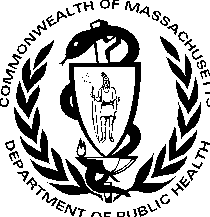 COMMONWEALTH OF MASSACHUSETTS
DEPARTMENT OF PUBLIC HEALTH